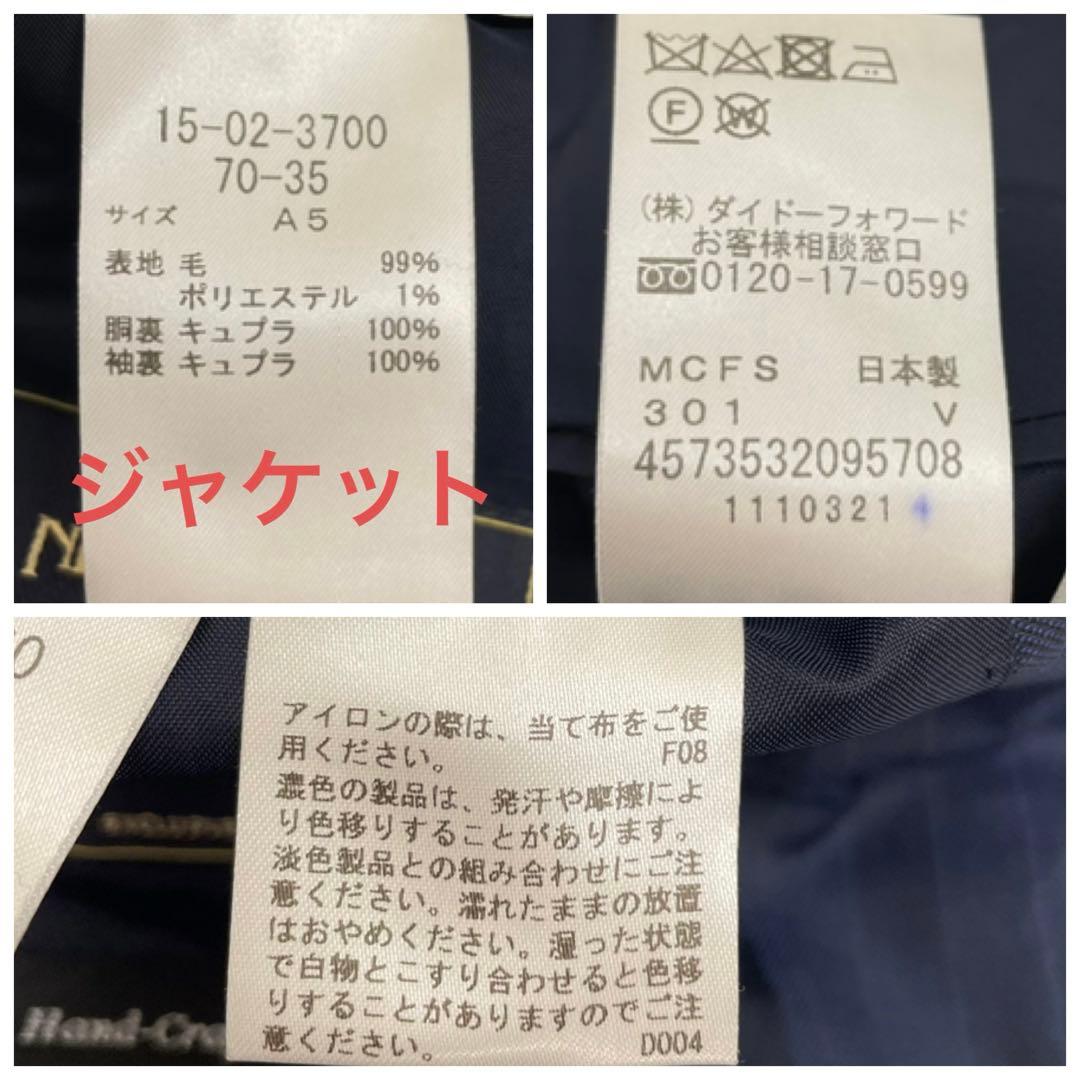 15-02-3700
70-35
サイズ A5
表地 毛 99%
ポリエステル 1%
胴裏 キュプラ 100%
袖裏 キュプラ 100%
ジャケット
N
F
W
(株)ダイドーフォワード
お客様相談窓口
0120-17-0599
MCFS 日本製
301 V
4573532095708
1110321 4
0
アイロンの際は、当て布をご使
用ください。 F08
濃色の製品は、発汗や摩擦によ
り色移りすることがあります。
淡色製品との組み合わせにご注
意ください。濡れたままの放置
はおやめください。湿った状態
で白物とこすり合わせると色移
りすることがありますのでご注
意ください。 D004
Hand-Cr